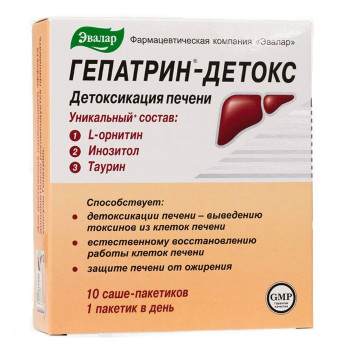 Эвалар
Фармацевтическая компания «Эвалар»
ГЕПАТРИН®-ДЕТОКС
Детоксикация печени
Уникальный* состав:
1 L-орнитин
2 Инозитол
3 Таурин
Способствует:
• детоксикации печени – выведению
токсинов из клеток печени
• естественному восстановлению
работы клеток печени
• защите печени от ожирения
10 саше-пакетиков
1 пакетик в день
GMP